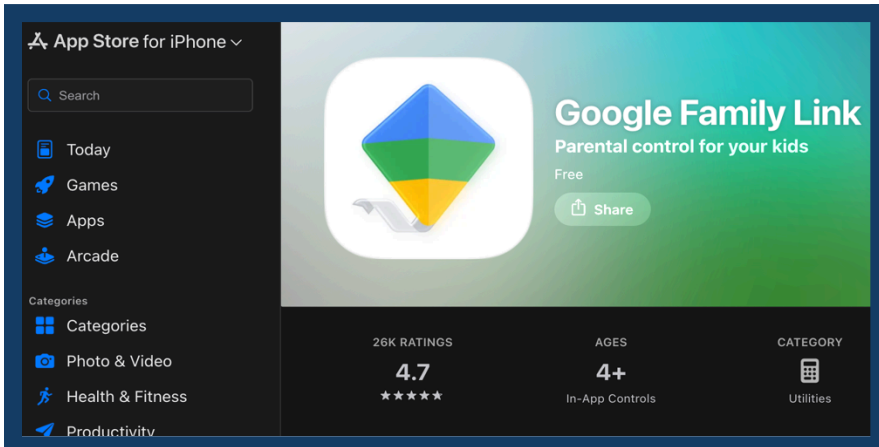 App Store for iPhone
Search
Today
Games
Apps
Arcade
Categories
Categories
Photo & Video
Health & Fitness
Productivity
Google Family Link
Parental control for your kids
Free
Share
26K RATINGS
4.7
AGES
4+
In-App Controls
CATEGORY
Utilities